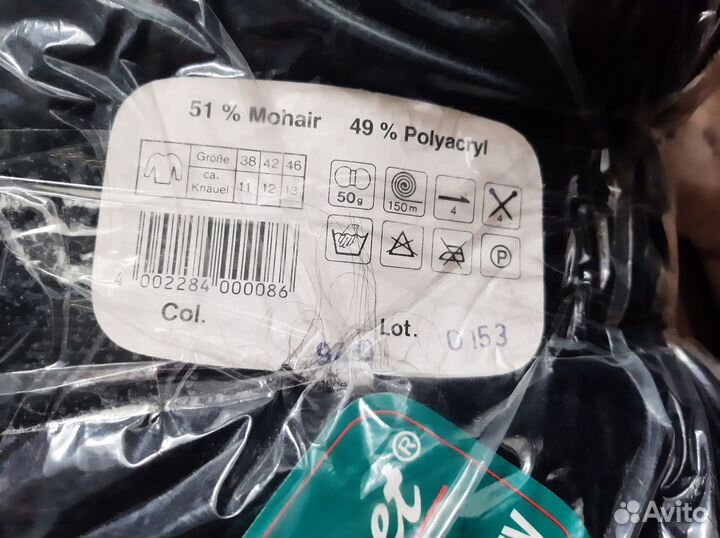 51 % Mohair 49 % Polyacryl
Größe 38 42 46
ca. Knäuel 11 12 13
50g 150m 4 4
P
4 002284 000086
Col. Lot. 0153
et®
Avito